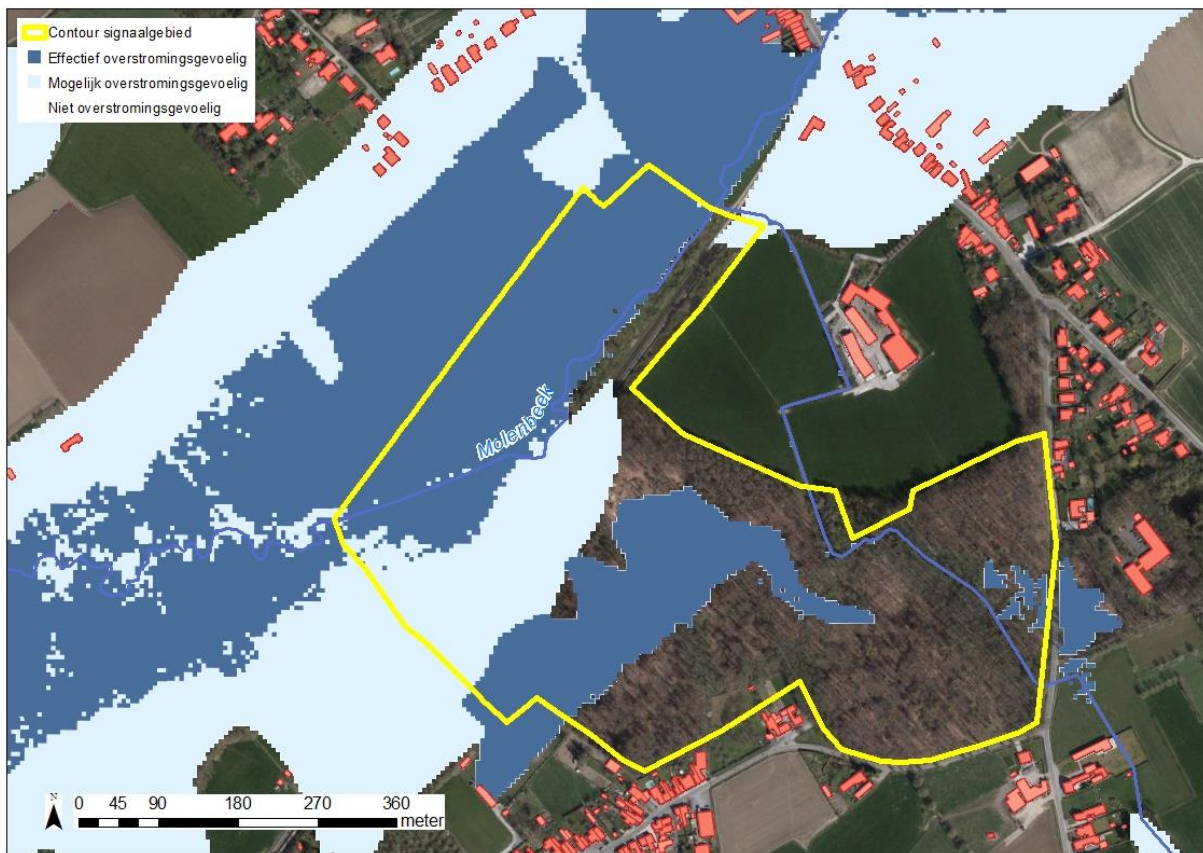 Contour signaalgebied
Effectief overstromingsgevoelig
Mogelijk overstromingsgevoelig
Niet overstromingsgevoelig
Molenbeek
N
0 45 90 180 270 360
meter